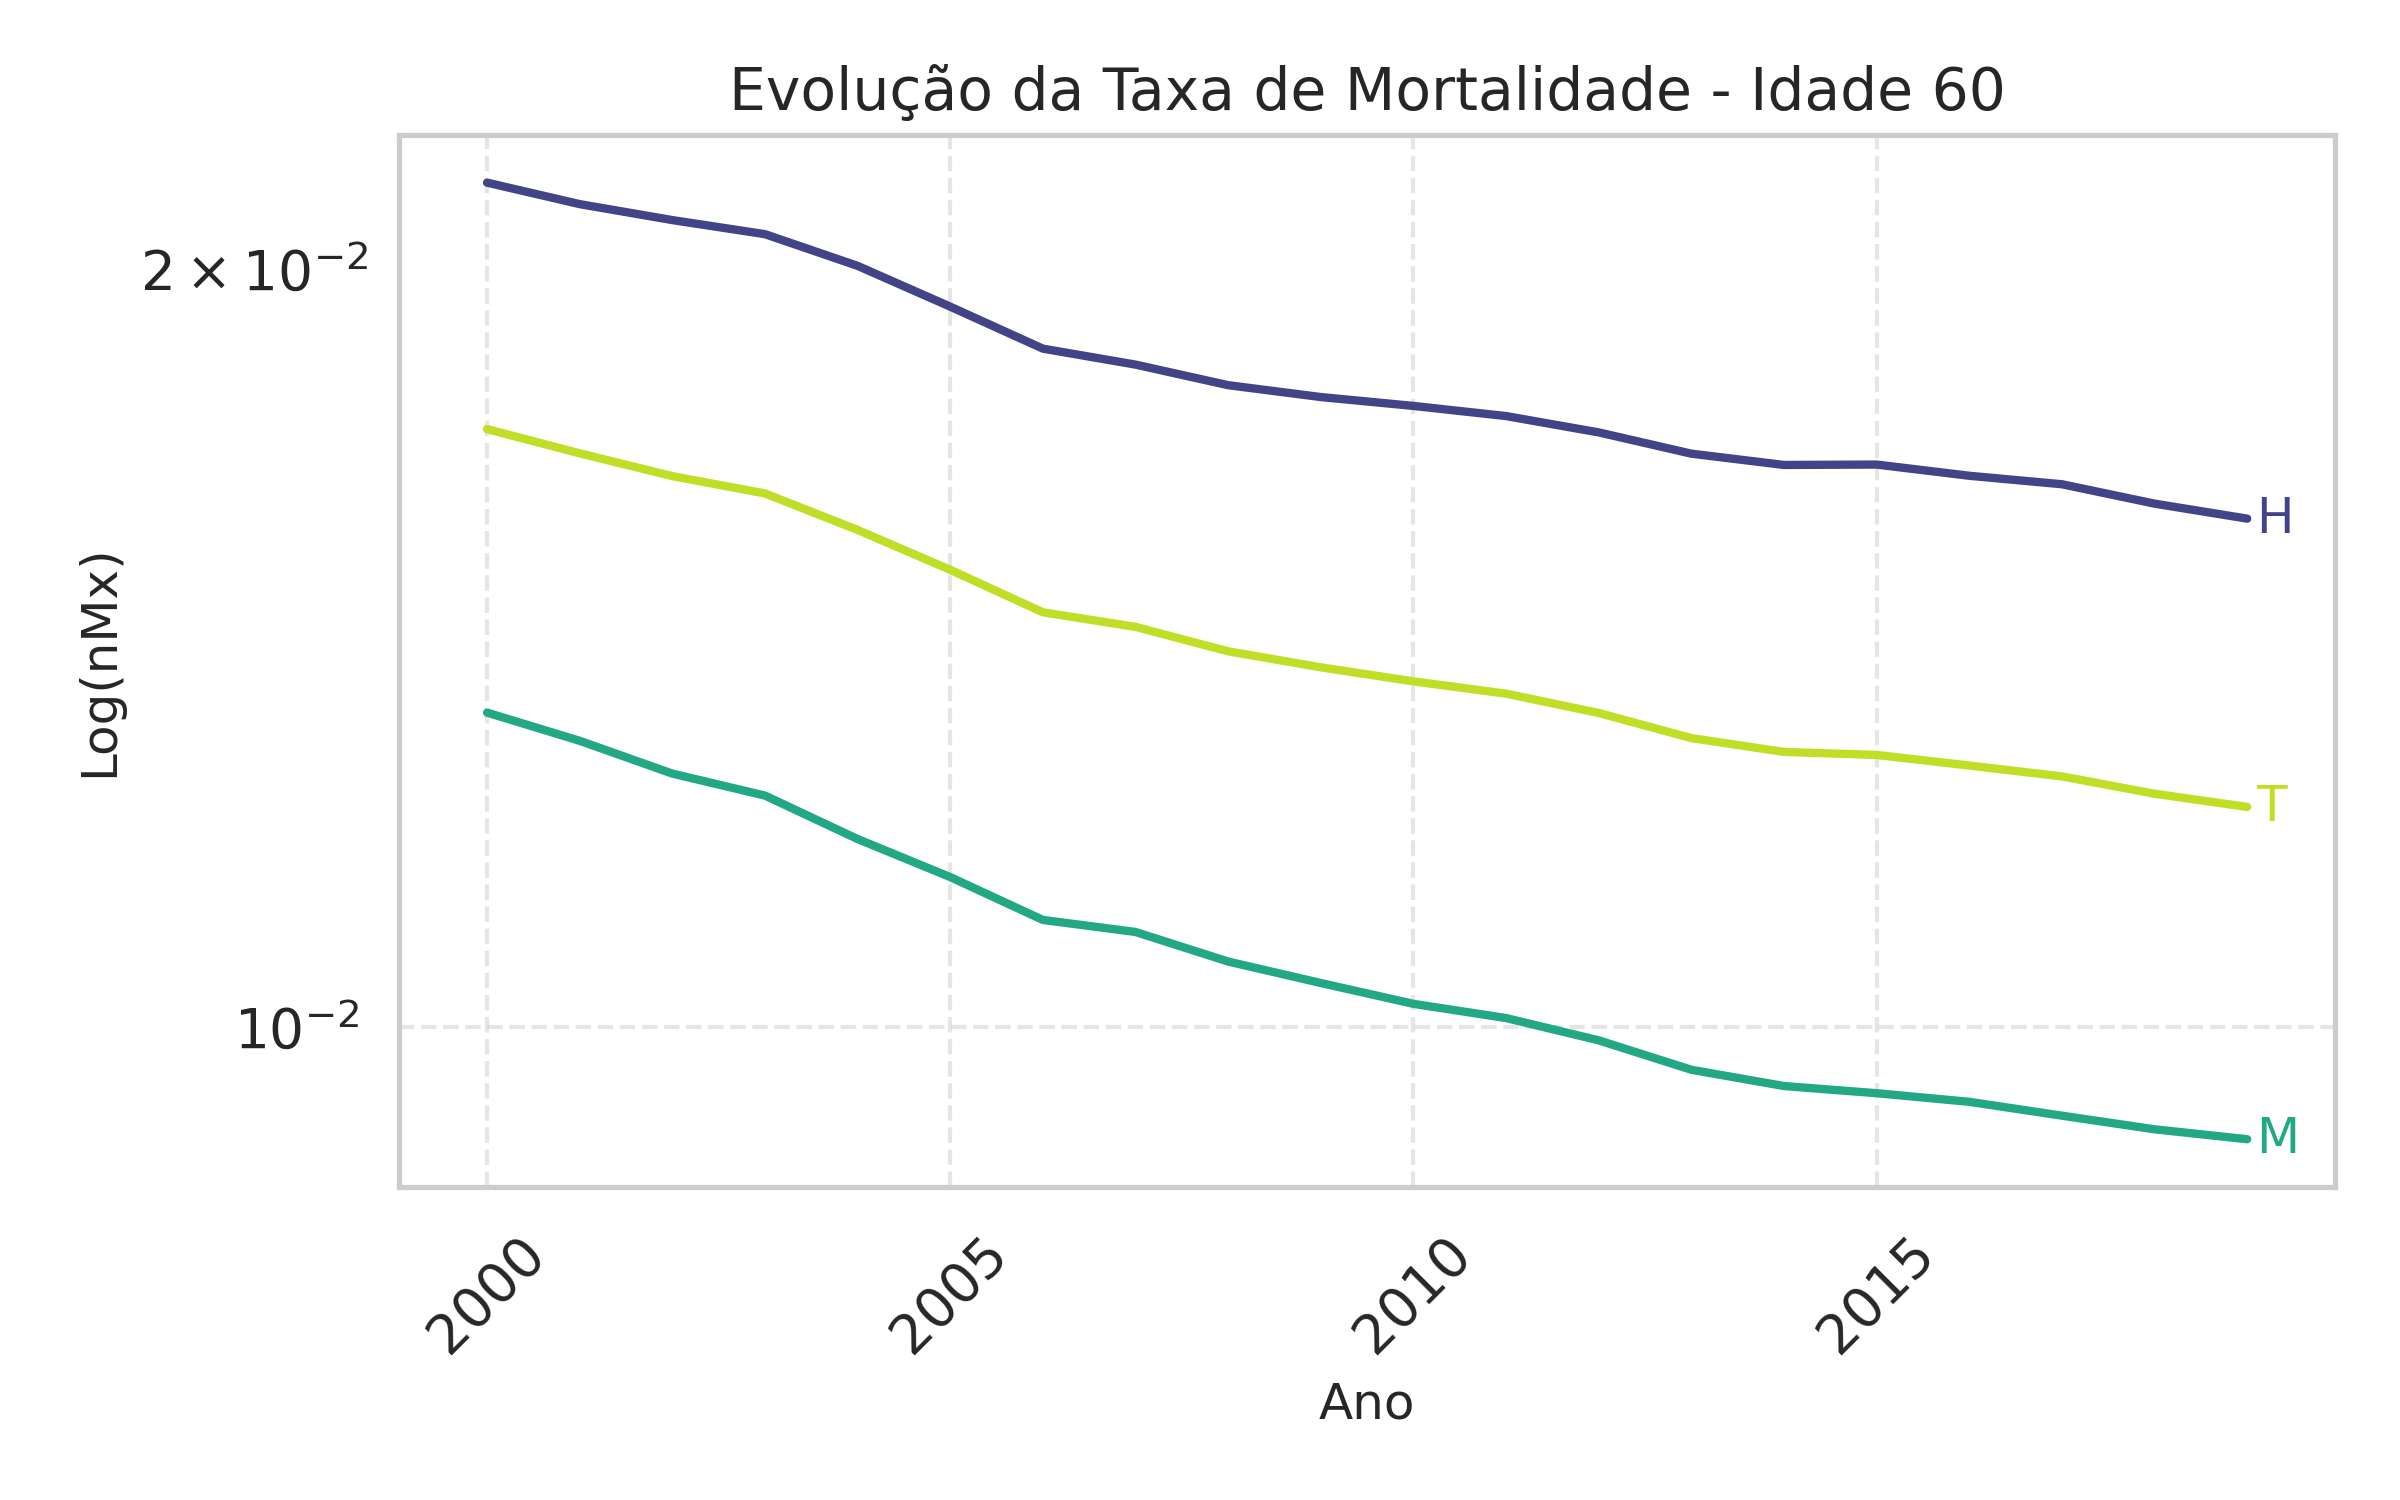 Evolução da Taxa de Mortalidade - Idade 60
2 × 10⁻²
10⁻²
Log(nMx)
H
T
M
2000
2005
2010
2015
Ano